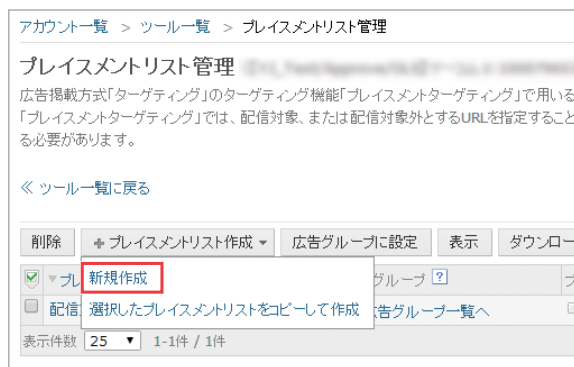 アカウント一覧 > ツール一覧 > プレイスメントリスト管理
プレイスメントリスト管理
広告掲載方式「ターゲティング」のターゲティング機能「プレイスメントターゲティング」で用いる
「プレイスメントターゲティング」では、配信対象、または配信対象外とするURLを指定すること
る必要があります。
≪ ツール一覧に戻る
削除 + プレイスメントリスト作成 ▼ 広告グループに設定 表示 ダウンロー
▼プレ 新規作成 グループ ?
配信 選択したプレイスメントリストをコピーして作成 広告グループ一覧へ
表示件数 25 ▼ 1-1件 / 1件